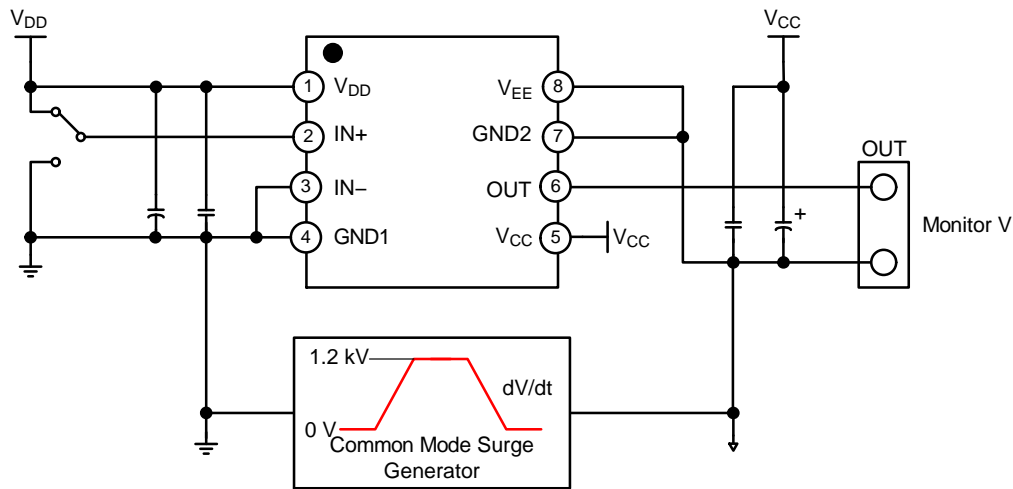 VDD
VCC
1 VDD
VEE 8
2 IN+
GND2 7
OUT
3 IN−
OUT 6
+
Monitor V
4 GND1
VCC 5 VCC
1.2 kV
dV/dt
0 V
Common Mode Surge
Generator